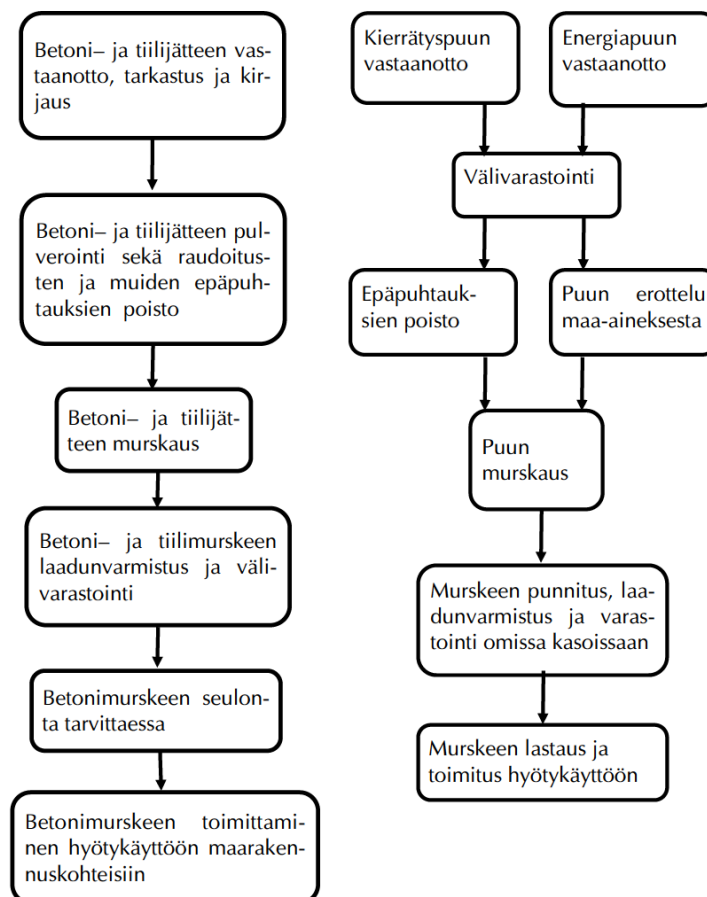 Betoni– ja tiilijätteen vas-
taanotto, tarkastus ja kir-
jaus
Betoni– ja tiilijätteen pul-
verointi sekä raudoitus-
ten ja muiden epäpuh-
tauksien poisto
Betoni– ja tiilijät-
teen murskaus
Betoni– ja tiilimurskeen
laadunvarmistus ja väli-
varastointi
Betonimurskeen seulon-
ta tarvittaessa
Betonimurskeen toimittami-
nen hyötykäyttöön maaraken-
nuskohteisiin
Kierrätyspuun
vastaanotto
Energiapuun
vastaanotto
Välivarastointi
Epäpuhtauk-
sien poisto
Puun erottelu
maa-aineksesta
Puun
murskaus
Murskeen punnitus, laa-
dunvarmistus ja varas-
tointi omissa kasoissaan
Murskeen lastaus ja
toimitus hyötykäyttöön